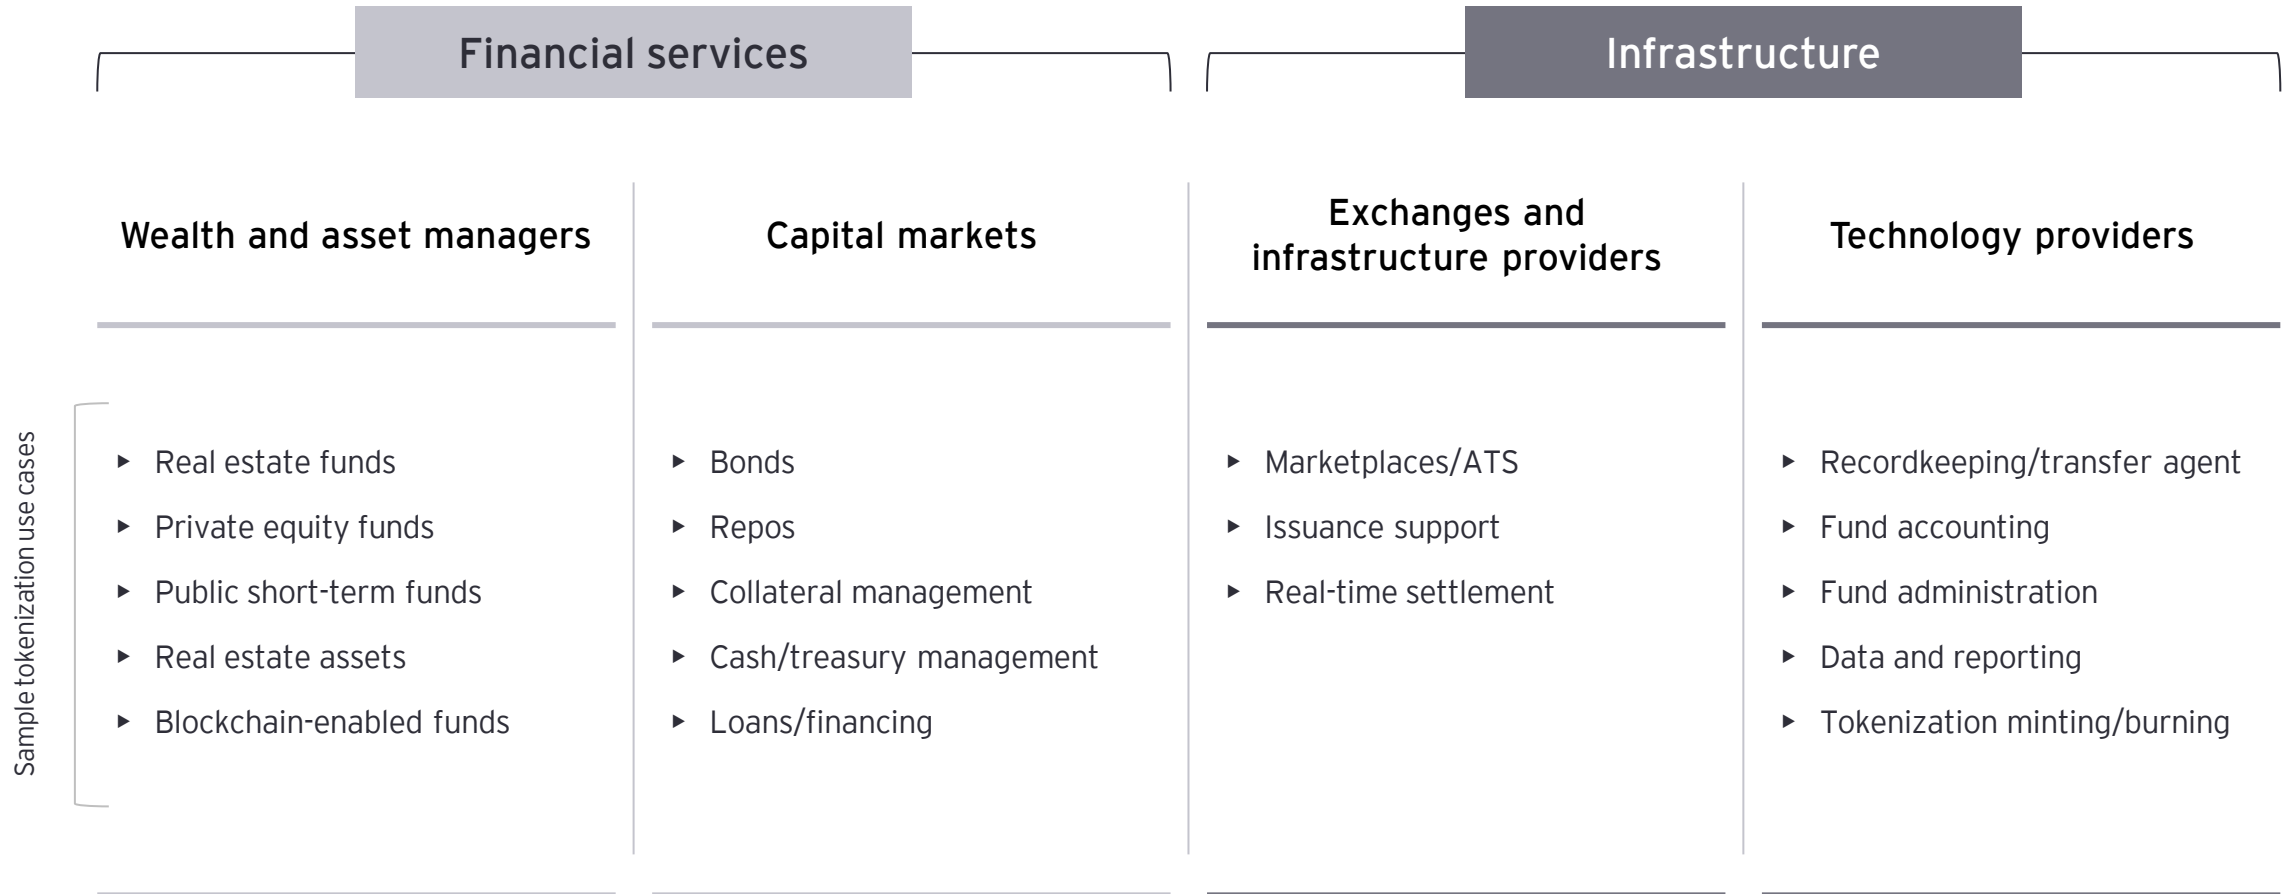 Financial services
Infrastructure
Wealth and asset managers
Capital markets
Exchanges and
infrastructure providers
Technology providers
Sample tokenization use cases
Real estate funds
Private equity funds
Public short-term funds
Real estate assets
Blockchain-enabled funds
Bonds
Repos
Collateral management
Cash/treasury management
Loans/financing
Marketplaces/ATS
Issuance support
Real-time settlement
Recordkeeping/transfer agent
Fund accounting
Fund administration
Data and reporting
Tokenization minting/burning